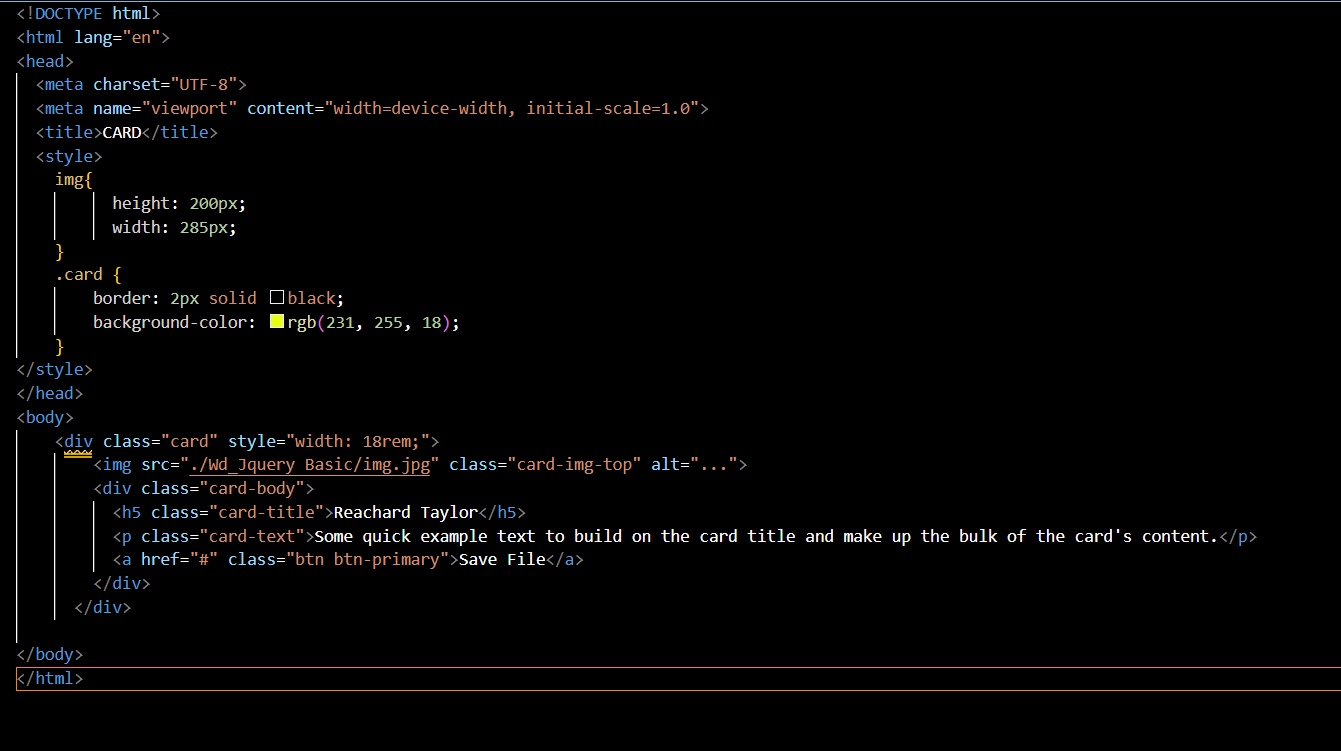 <!DOCTYPE html>
<html lang="en">
<head>
  <meta charset="UTF-8">
  <meta name="viewport" content="width=device-width, initial-scale=1.0">
  <title>CARD</title>
  <style>
    img{
          height: 200px;
          width: 285px;
    }
    .card {
        border: 2px solid black;
        background-color: rgb(231, 255, 18);
    }
</style>
</head>
<body>
    <div class="card" style="width: 18rem;">
        <img src="./Wd_Jquery Basic/img.jpg" class="card-img-top" alt="...">
        <div class="card-body">
          <h5 class="card-title">Reachard Taylor</h5>
          <p class="card-text">Some quick example text to build on the card title and make up the bulk of the card's content.</p>
          <a href="#" class="btn btn-primary">Save File</a>
        </div>
      </div>

</body>
</html>